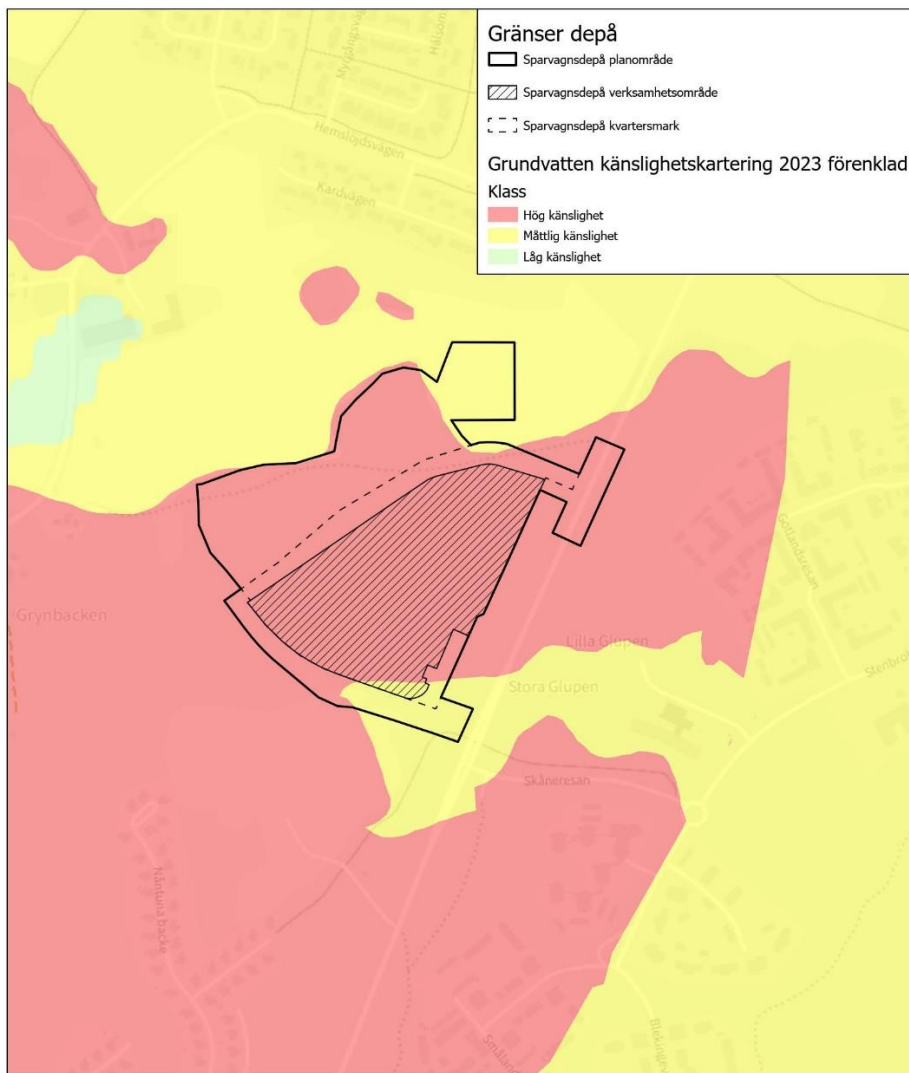 Gränser depå
Sparvagnsdepå planområde
Sparvagnsdepå verksamhetsområde
Sparvagnsdepå kvartersmark
Grundvatten känslighetskartering 2023 förenklad
Klass
Hög känslighet
Måttlig känslighet
Låg känslighet
Hemslöjdsvägen
Kardvägen
Gotlandsresan
Grynbacken
Lilla Glupen
Stora Glupen
Skåneresan
Nåntuna backe